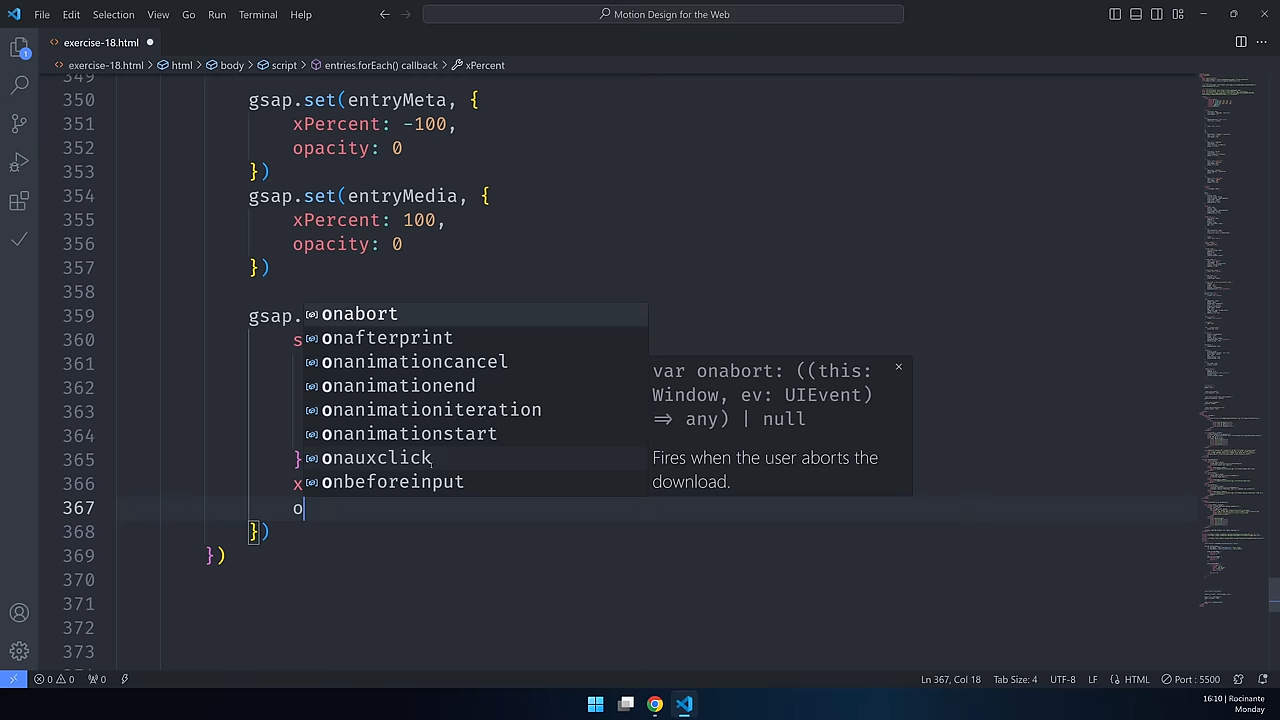 File Edit Selection View Go Run Terminal Help Motion Design for the Web
exercise-18.html
exercise-18.html > html > body > script > entries.forEach() callback > xPercent
349
350 gsap.set(entryMeta, {
351 xPercent: -100,
352 opacity: 0
353 })
354 gsap.set(entryMedia, {
355 xPercent: 100,
356 opacity: 0
357 })
358
359 gsap.
360 s
361
362
363
364
365 }
366 x
367 o
368 })
369 })
370
371
372
373
onabort
onafterprint
onanimationcancel
onanimationend
onanimationiteration
onanimationstart
onauxclick
onbeforeinput
var onabort: ((this:
Window, ev: UIEvent)
=> any) | null
Fires when the user aborts the
download.
1
0 0 0 Ln 367, Col 18 Tab Size: 4 UTF-8 LF HTML Port : 5500
16:10 | Rocinante
Monday